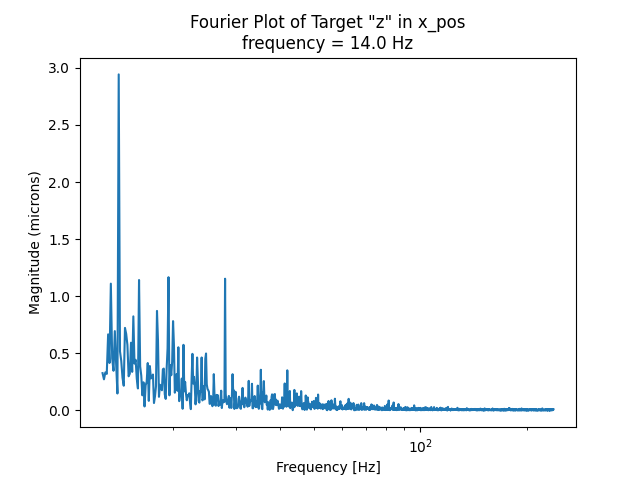 Fourier Plot of Target "z" in x_pos
frequency = 14.0 Hz
3.0
2.5
2.0
1.5
1.0
0.5
0.0
Magnitude (microns)
10²
Frequency [Hz]